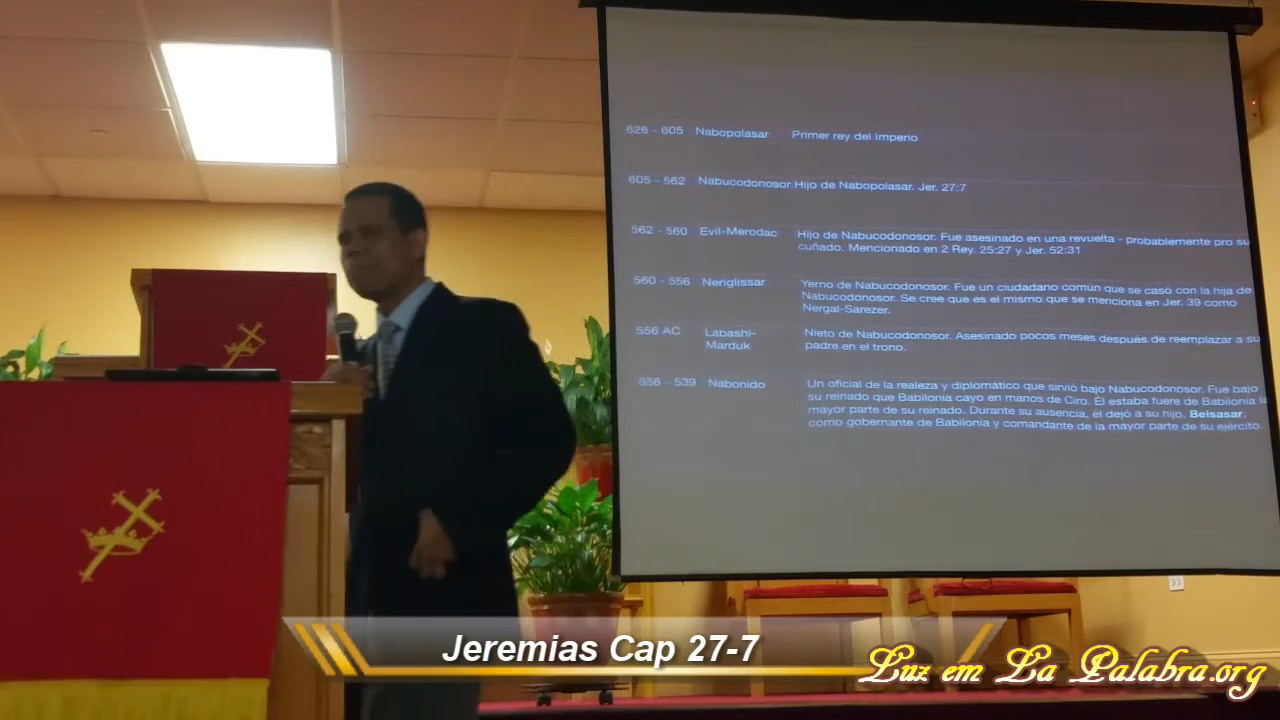 626 - 605 Nabopolasar Primer rey del Imperio
605 - 562 Nabucodonosor Hijo de Nabopolasar. Jer. 27:7
562 - 560 Evil-Merodac Hijo de Nabucodonosor. Fue asesinado en una revuelta - probablemente pro su
cuñado. Mencionado en 2 Rey. 25:27 y Jer. 52:31
560 - 556 Neriglissar Yerno de Nabucodonosor. Fue un ciudadano común que se casó con la hija de
Nabucodonosor. Se cree que es el mismo que se menciona en Jer. 39 como
Nergal-Sarezer.
556 AC Labashi-
Marduk
Nieto de Nabucodonosor. Asesinado pocos meses después de reemplazar a su
padre en el trono.
556 - 539 Nabonido Un oficial de la realeza y diplomático que sirvió bajo Nabucodonosor. Fue bajo
su reinado que Babilonia cayo en manos de Ciro. El estaba fuere de Babilonia la
mayor parte de su reinado. Durante su ausencia, él dejó a su hijo, Belsasar,
como gobernante de Babilonia y comandante de la mayor parte de su ejército.
Jeremias Cap 27-7
Luz em La Palabra.org